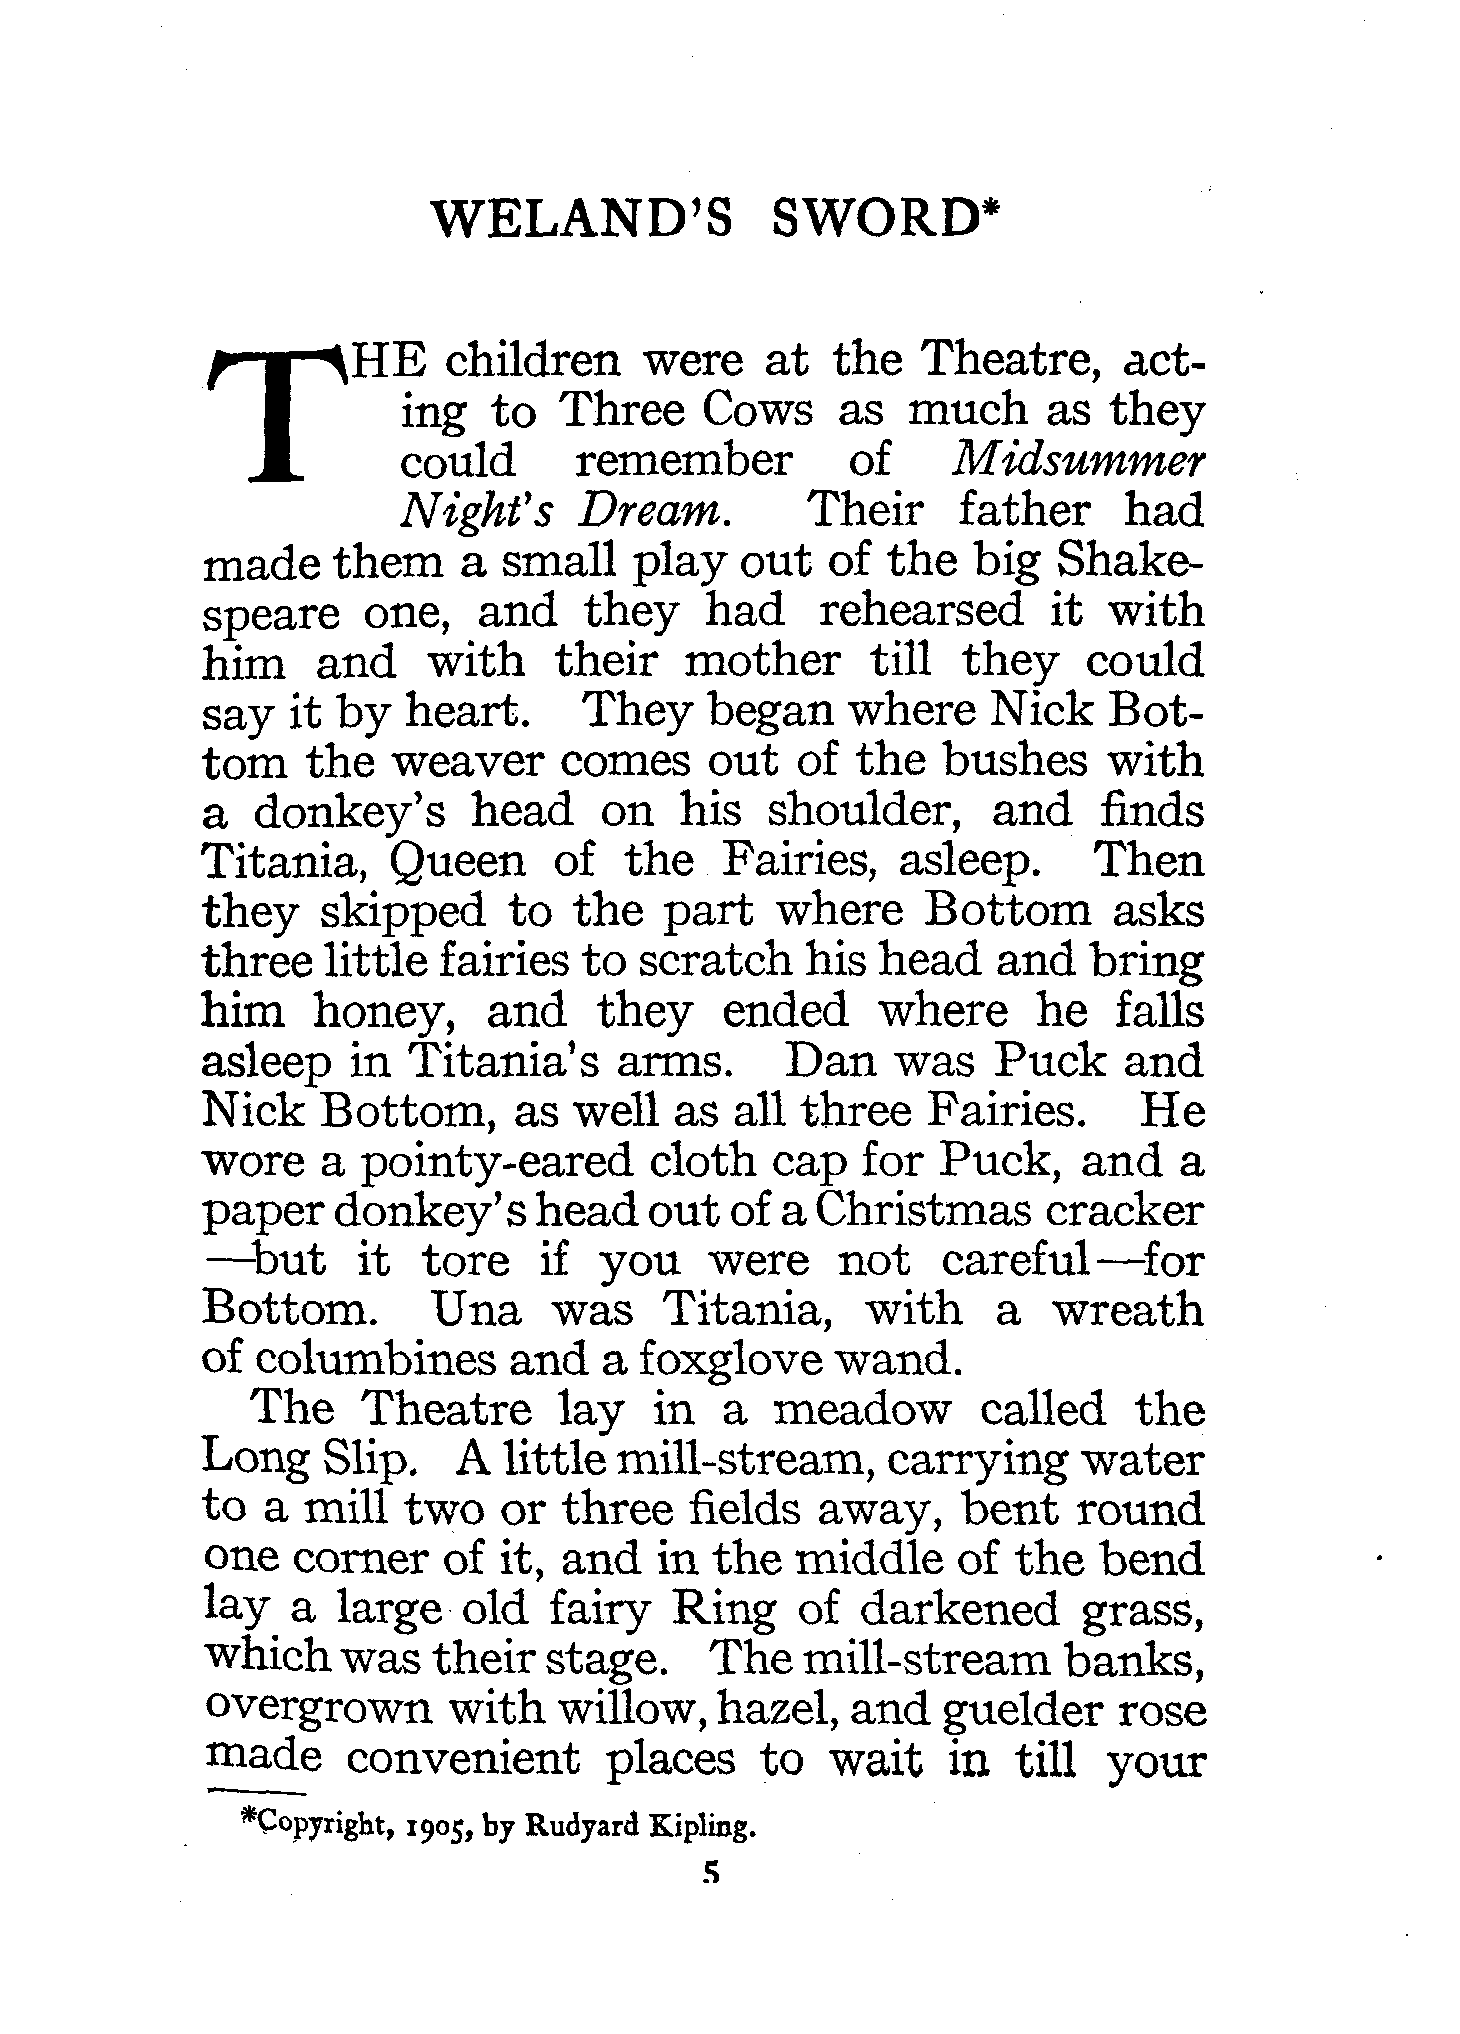 WELAND'S SWORD*
THE children were at the Theatre, act-
ing to Three Cows as much as they
could remember of Midsummer
Night's Dream. Their father had
made them a small play out of the big Shake-
speare one, and they had rehearsed it with
him and with their mother till they could
say it by heart. They began where Nick Bot-
tom the weaver comes out of the bushes with
a donkey's head on his shoulder, and finds
Titania, Queen of the Fairies, asleep. Then
they skipped to the part where Bottom asks
three little fairies to scratch his head and bring
him honey, and they ended where he falls
asleep in Titania's arms. Dan was Puck and
Nick Bottom, as well as all three Fairies. He
wore a pointy-eared cloth cap for Puck, and a
paper donkey's head out of a Christmas cracker
—but it tore if you were not careful—for
Bottom. Una was Titania, with a wreath
of columbines and a foxglove wand.
The Theatre lay in a meadow called the
Long Slip. A little mill-stream, carrying water
to a mill two or three fields away, bent round
one corner of it, and in the middle of the bend
lay a large old fairy Ring of darkened grass,
which was their stage. The mill-stream banks,
overgrown with willow, hazel, and guelder rose
made convenient places to wait in till your
*Copyright, 1905, by Rudyard Kipling.
5